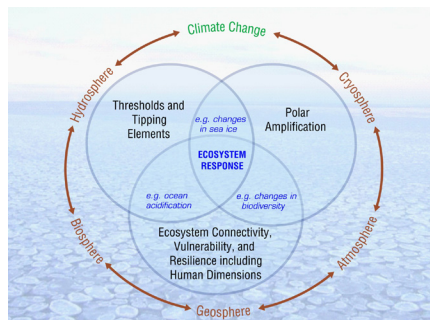 Climate Change
Hydrosphere
Cryosphere
Thresholds and
Tipping
Elements
e.g. changes
in sea ice
Polar
Amplification
ECOSYSTEM
RESPONSE
e.g. ocean
acidification
e.g. changes in
biodiversity
Biosphere
Atmosphere
Ecosystem Connectivity,
Vulnerability, and
Resilience including
Human Dimensions
Geosphere